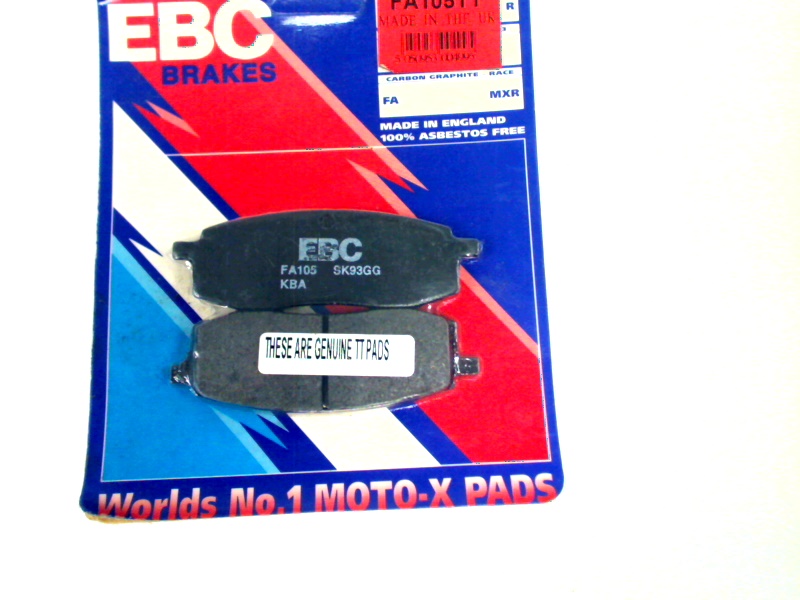 EBC
BRAKES
FA105TT
MADE IN THE UK
R
CARBON GRAPHITE RACE
FA MXR
MADE IN ENGLAND
100% ASBESTOS FREE
EBC
FA105 SK93GG
KBA
THESE ARE GENUINE TT PADS
Worlds No.1 MOTO-X PADS